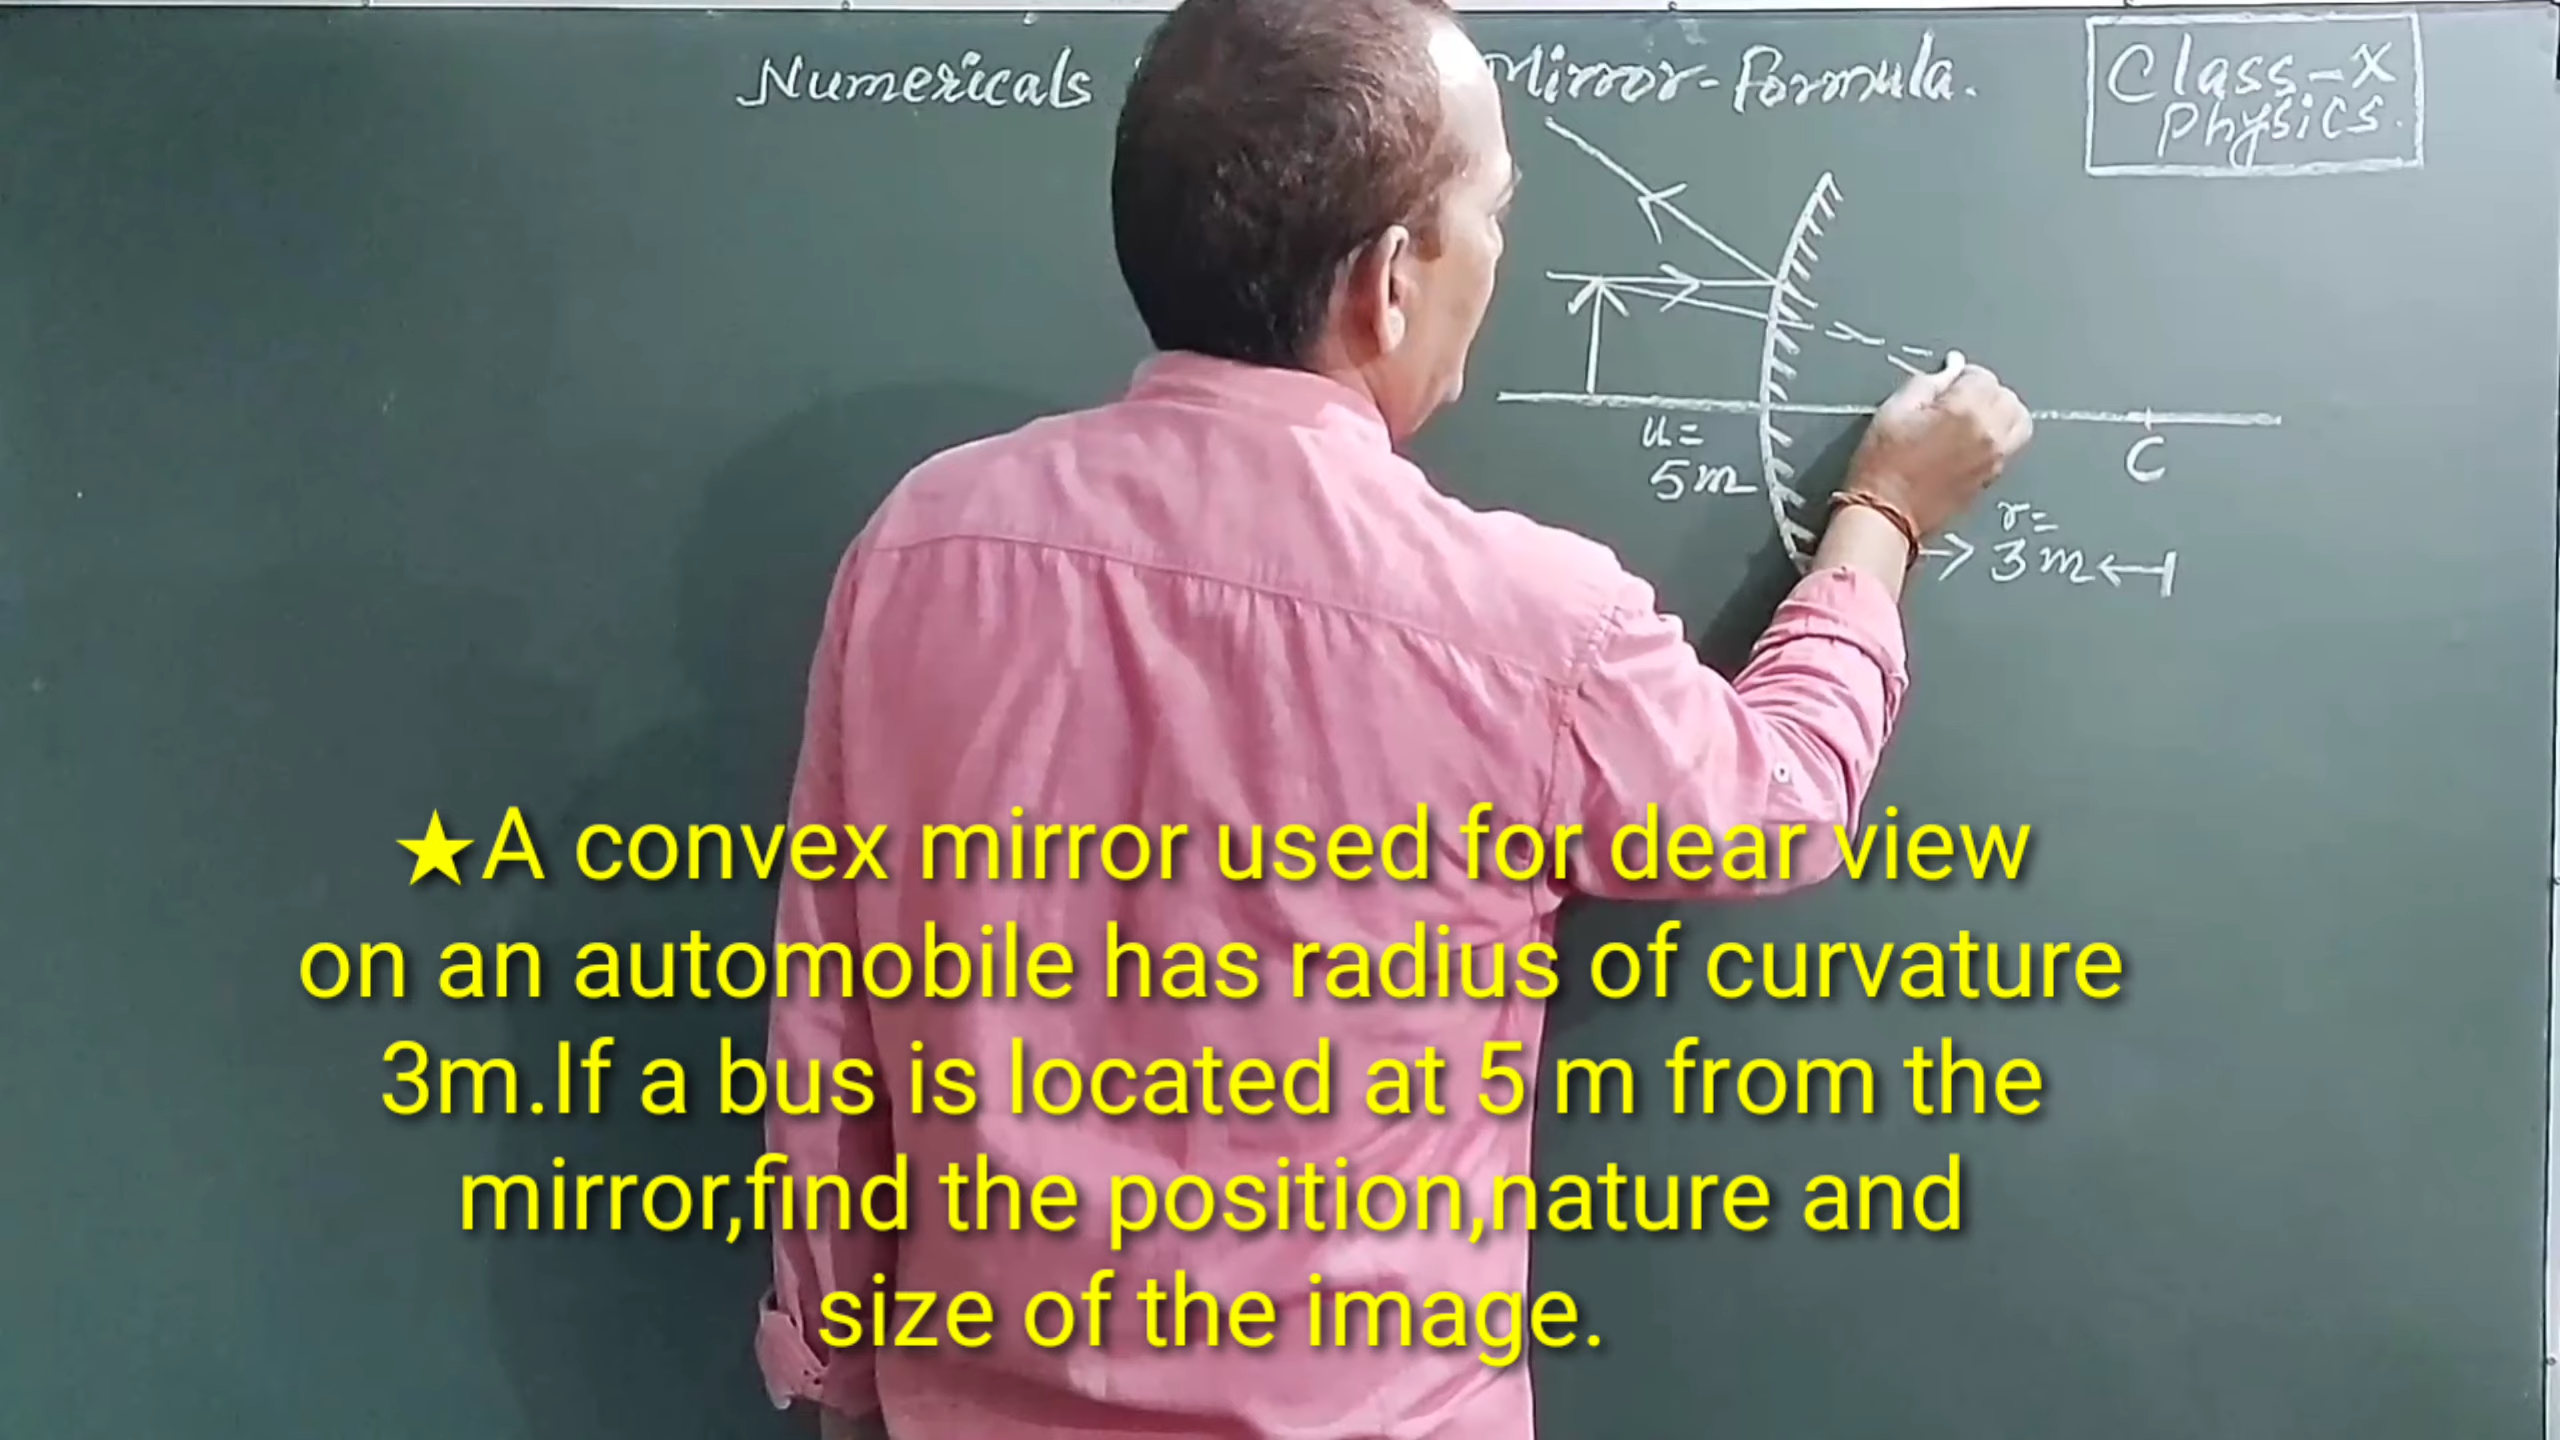 Numericals
Mirror-Formula.
Class-X
Physics.
u=
5m
C
r=
3m
★A convex mirror used for dear view
on an automobile has radius of curvature
3m.If a bus is located at 5 m from the
mirror,find the position,nature and
size of the image.